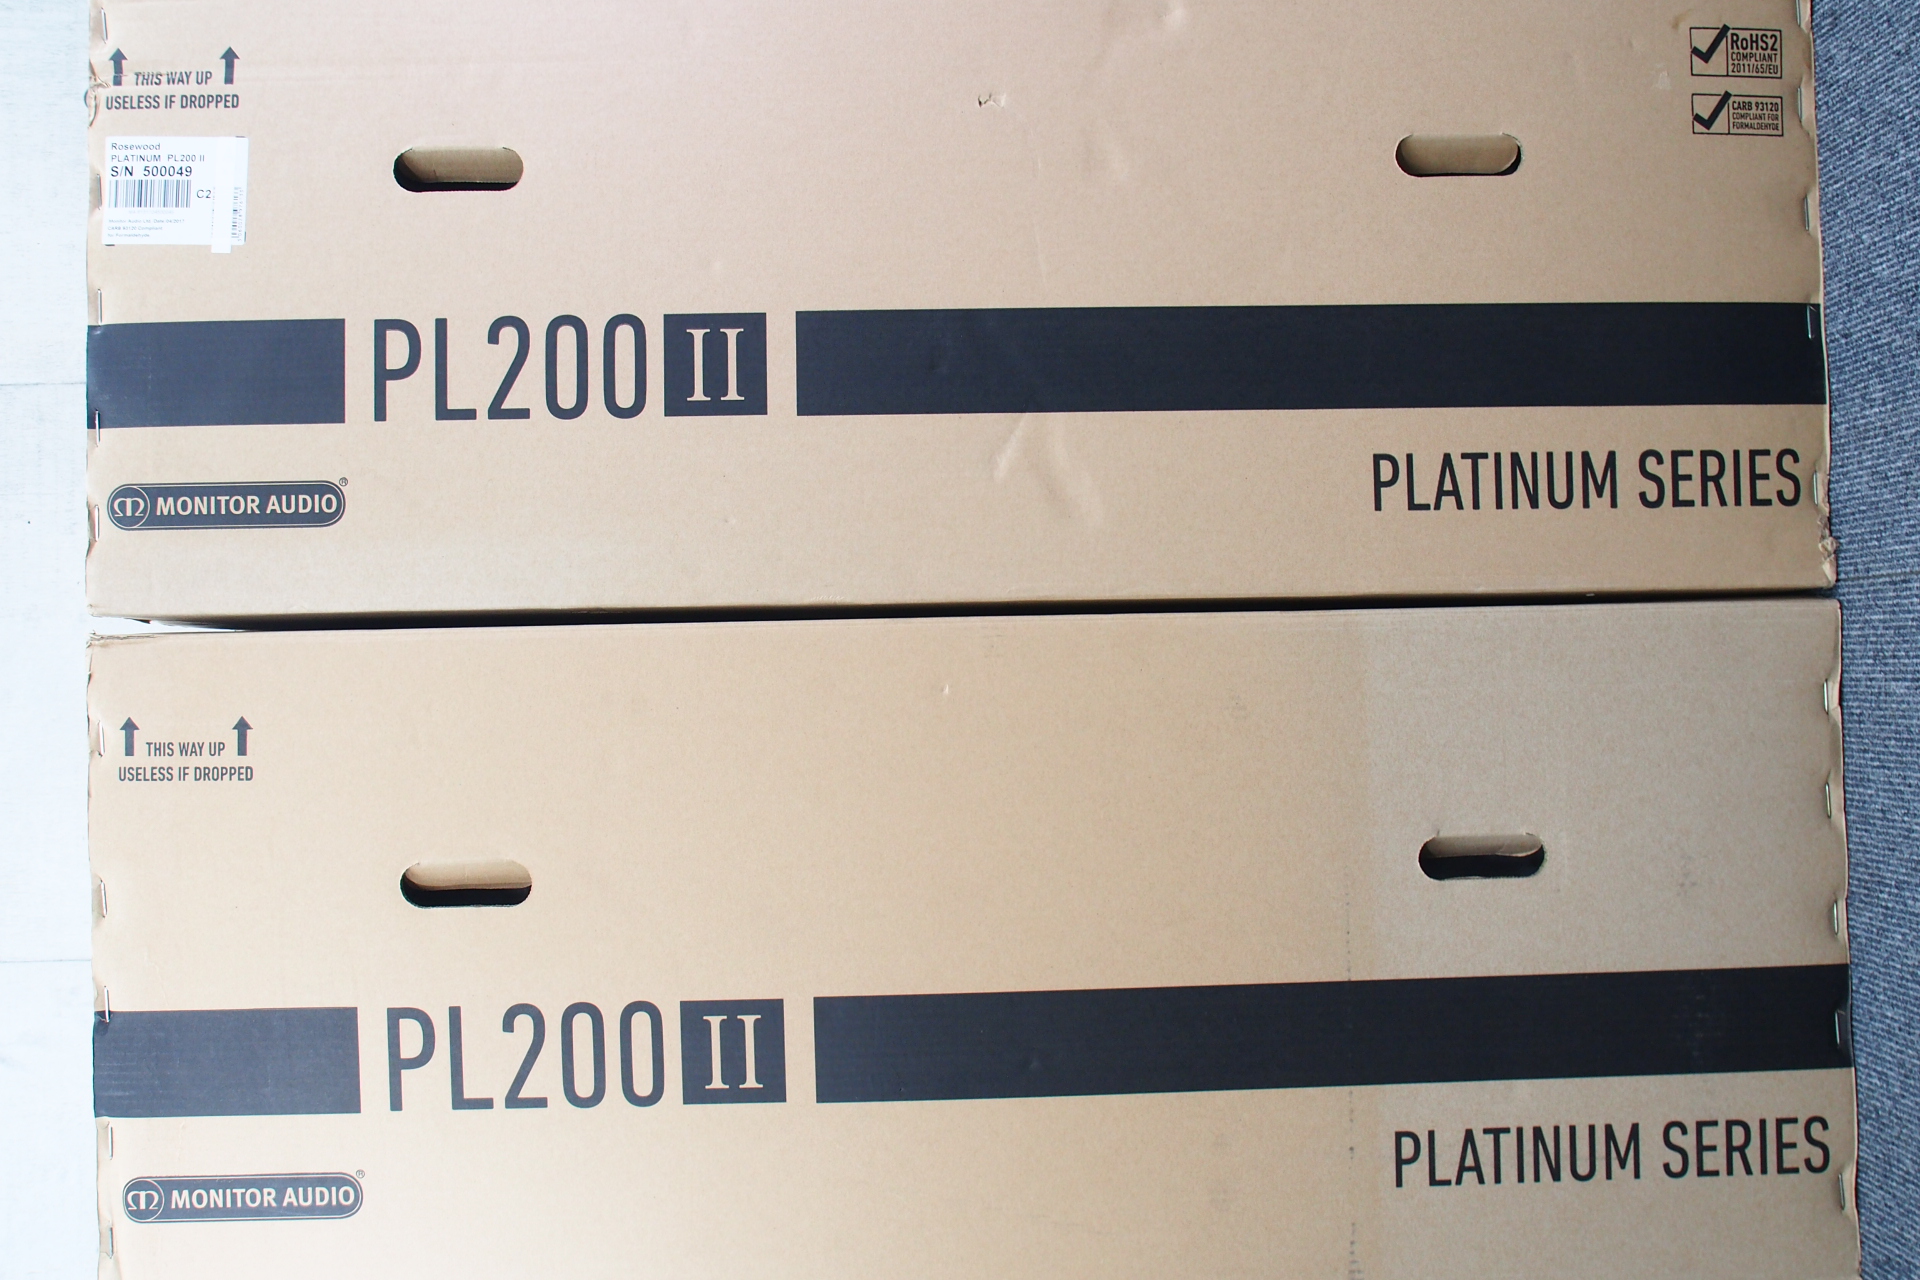 THIS WAY UP
USELESS IF DROPPED
RoHS2
COMPLIANT
2011/65/EU
CARB 93120
COMPLIANT FOR
FORMALDEHYDE
Rosewood
PLATINUM PL200 II
S/N 500049
C2
PL200 II
MONITOR AUDIO®
PLATINUM SERIES
THIS WAY UP
USELESS IF DROPPED
PL200 II
MONITOR AUDIO®
PLATINUM SERIES